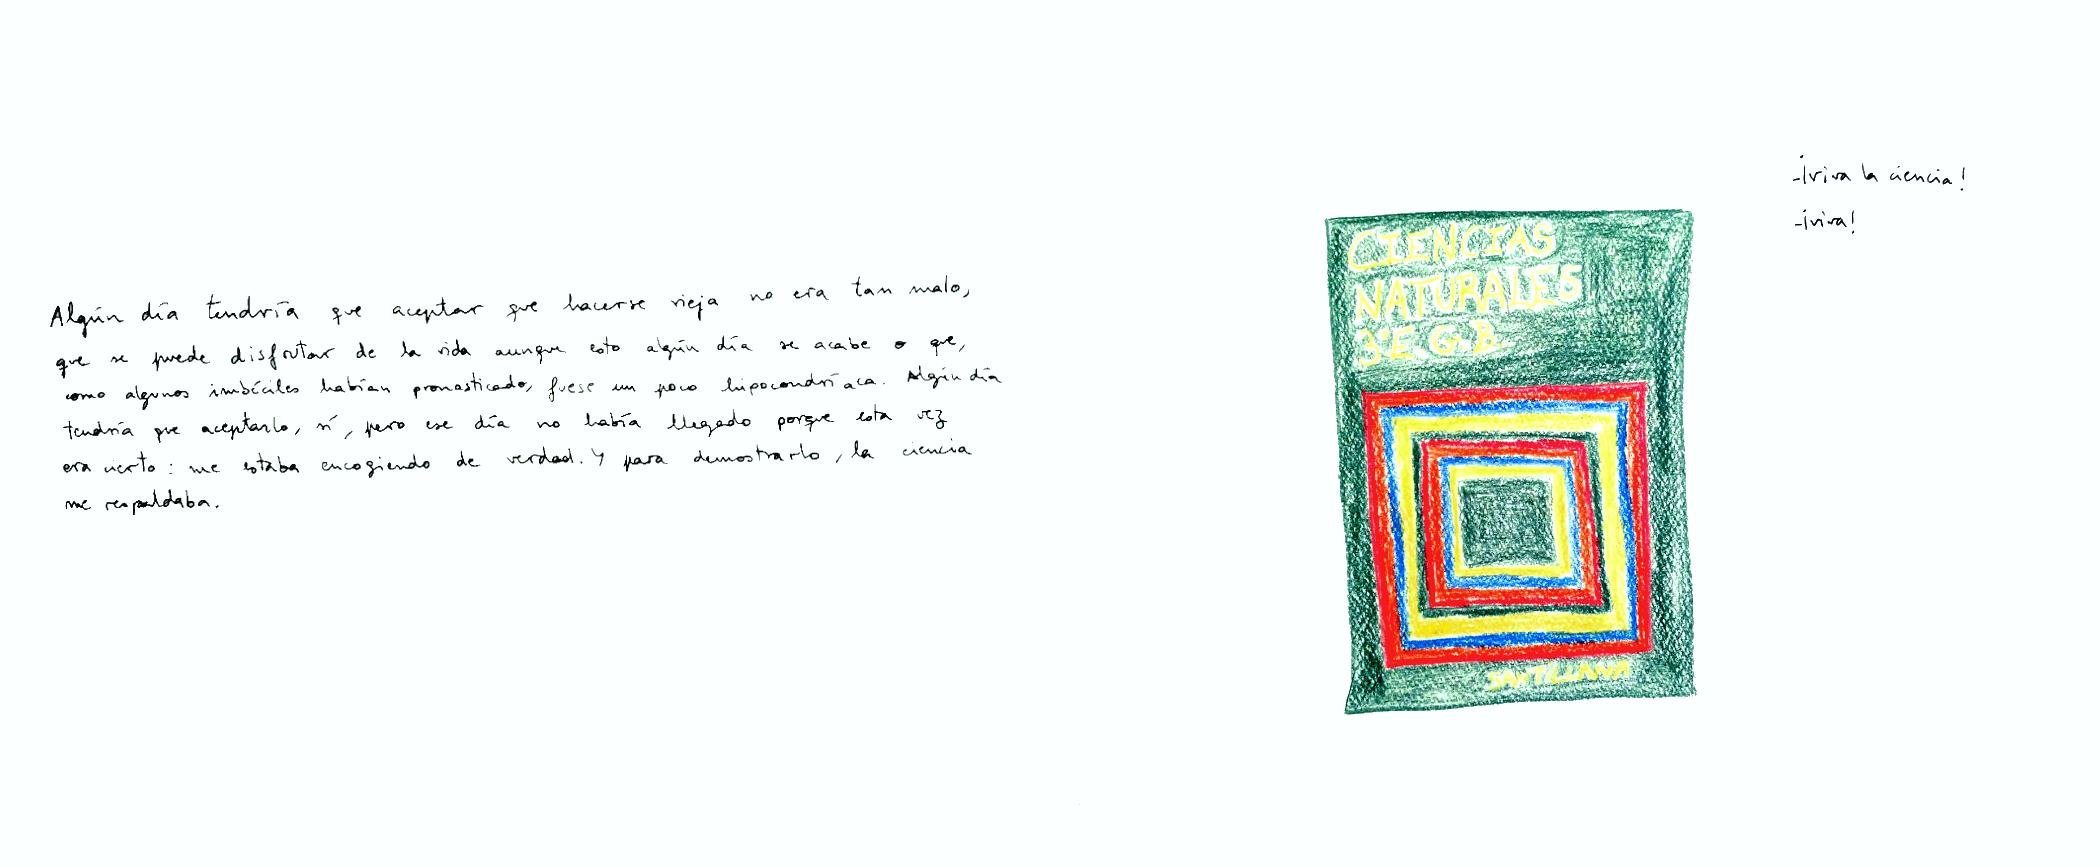 Algún día tendría que aceptar que hacerse vieja no era tan malo,
que se puede disfrutar de la vida aunque esto algún día se acabe o que,
como algunos imbéciles habían pronosticado, fuese un poco hipocondríaca. Algún día
tendría que aceptarlo, sí, pero ese día no había llegado porque esta vez
era cierto: me estaba encogiendo de verdad. Y para demostrarlo, la ciencia
me respaldaba.
CIENCIAS
NATURALES
3º E.G.B.
SANTILLANA
-¡viva la ciencia!
-¡viva!